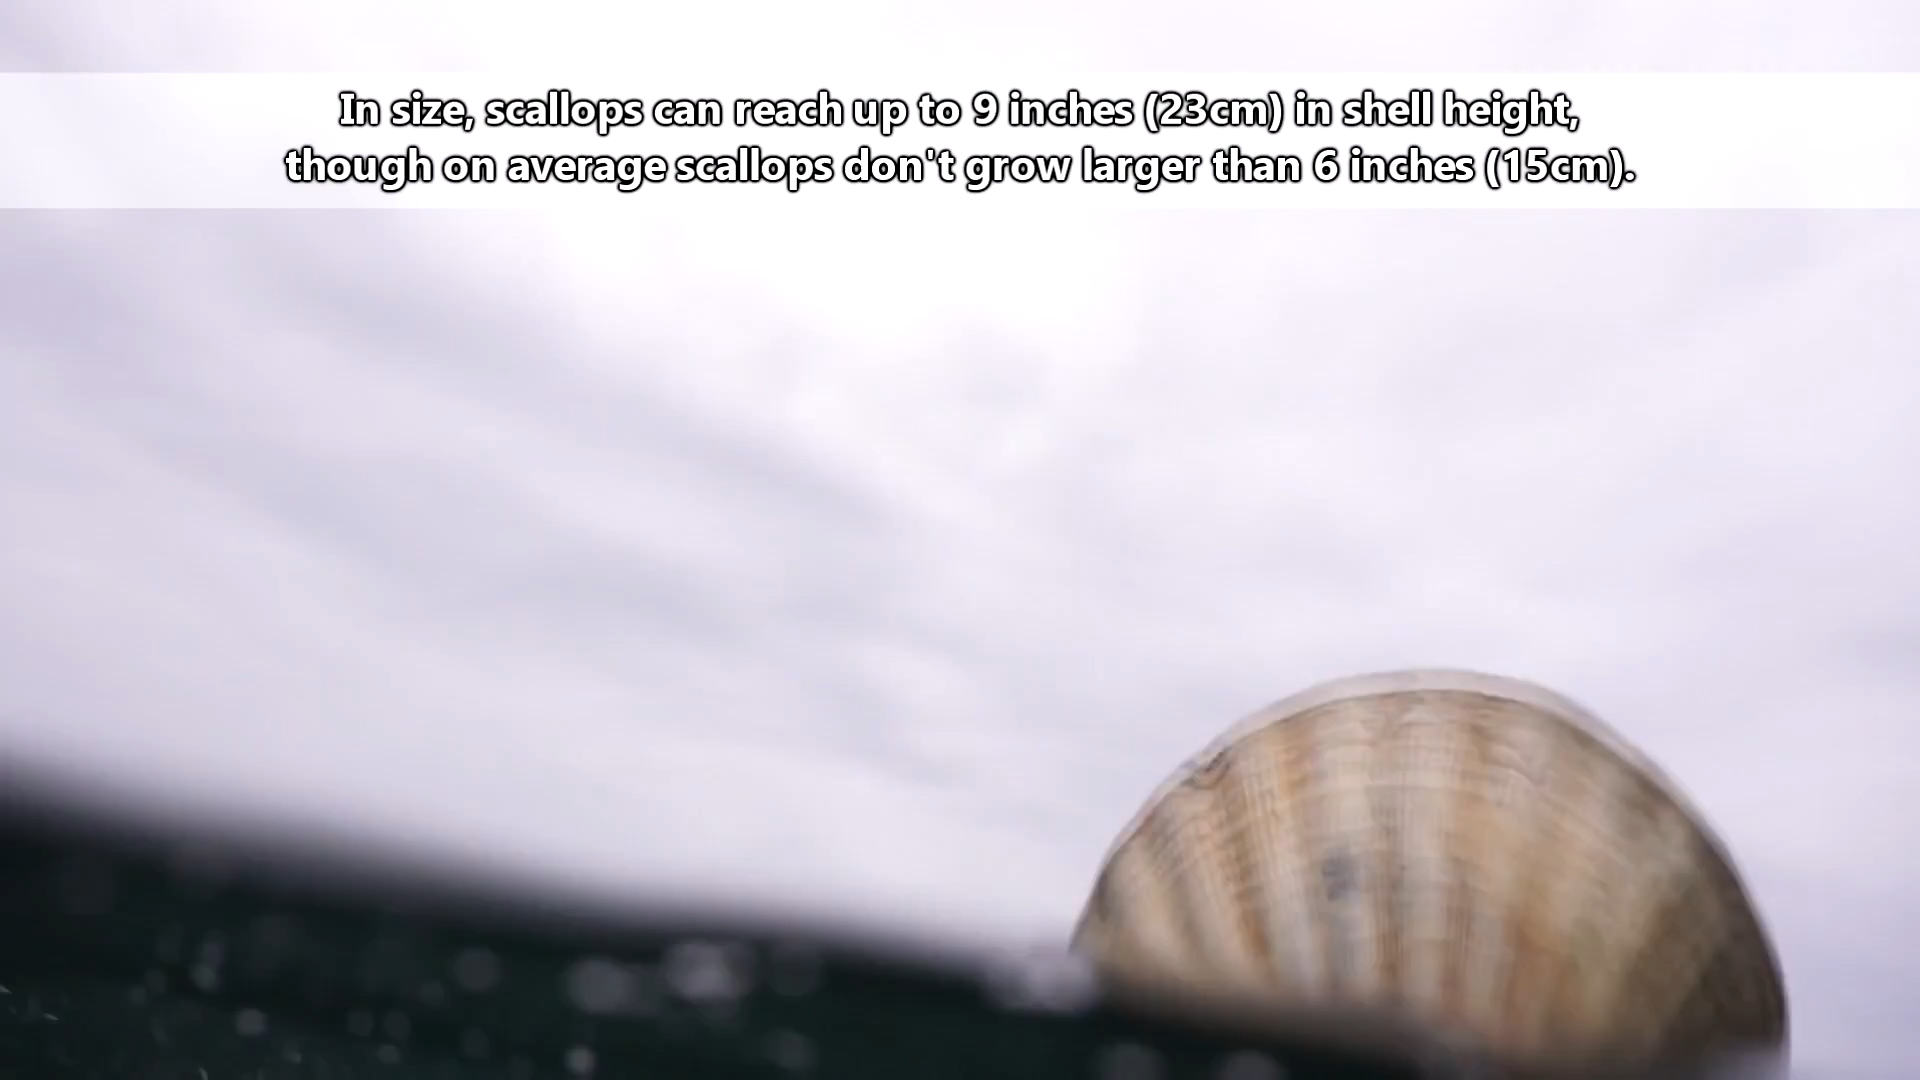 In size, scallops can reach up to 9 inches (23cm) in shell height,
though on average scallops don't grow larger than 6 inches (15cm).